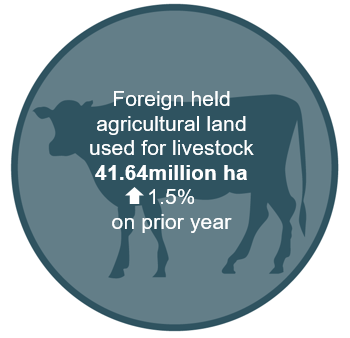 Foreign held
agricultural land
used for livestock
41.64million ha
⬆1.5%
on prior year